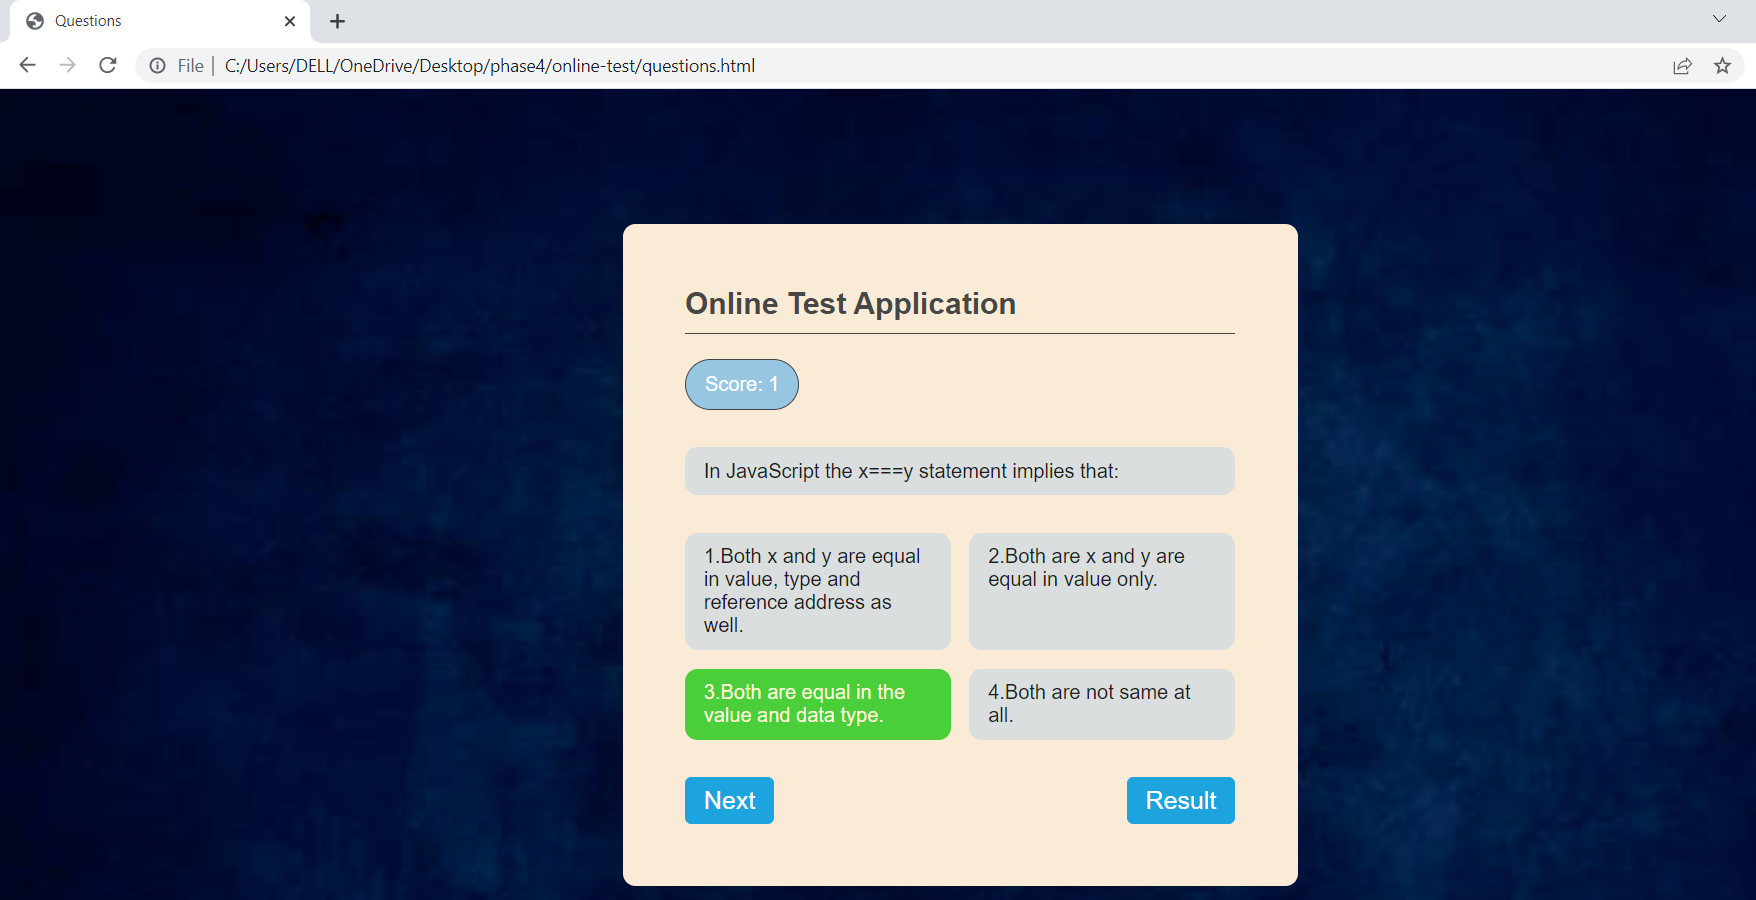 Questions
File | C:/Users/DELL/OneDrive/Desktop/phase4/online-test/questions.html
Online Test Application
Score: 1
In JavaScript the x===y statement implies that:
1.Both x and y are equal
in value, type and
reference address as
well.
2.Both are x and y are
equal in value only.
3.Both are equal in the
value and data type.
4.Both are not same at
all.
Next
Result